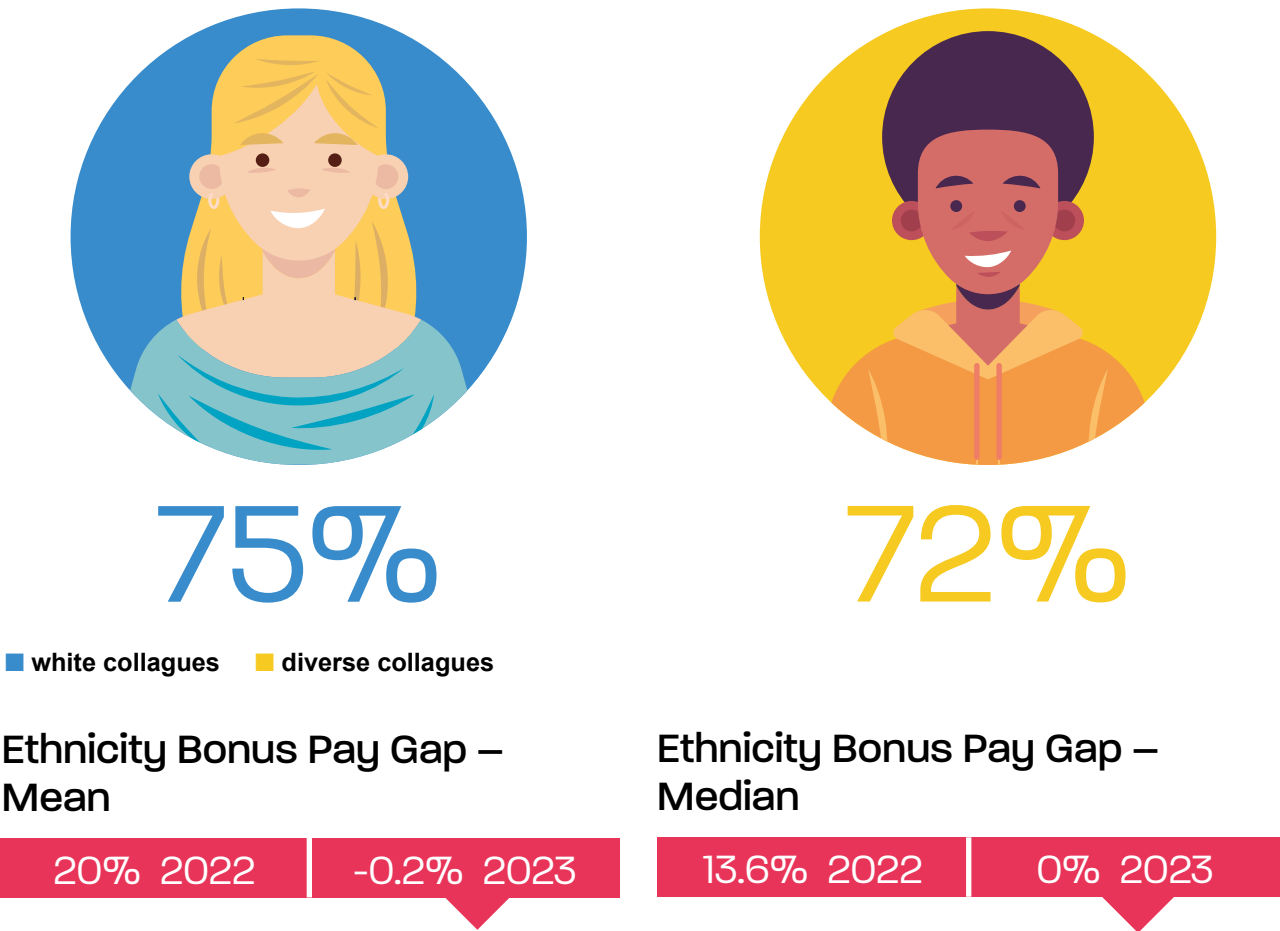 75%
72%
white collagues diverse collagues
Ethnicity Bonus Pay Gap –
Mean
20% 2022 -0.2% 2023
Ethnicity Bonus Pay Gap –
Median
13.6% 2022 0% 2023